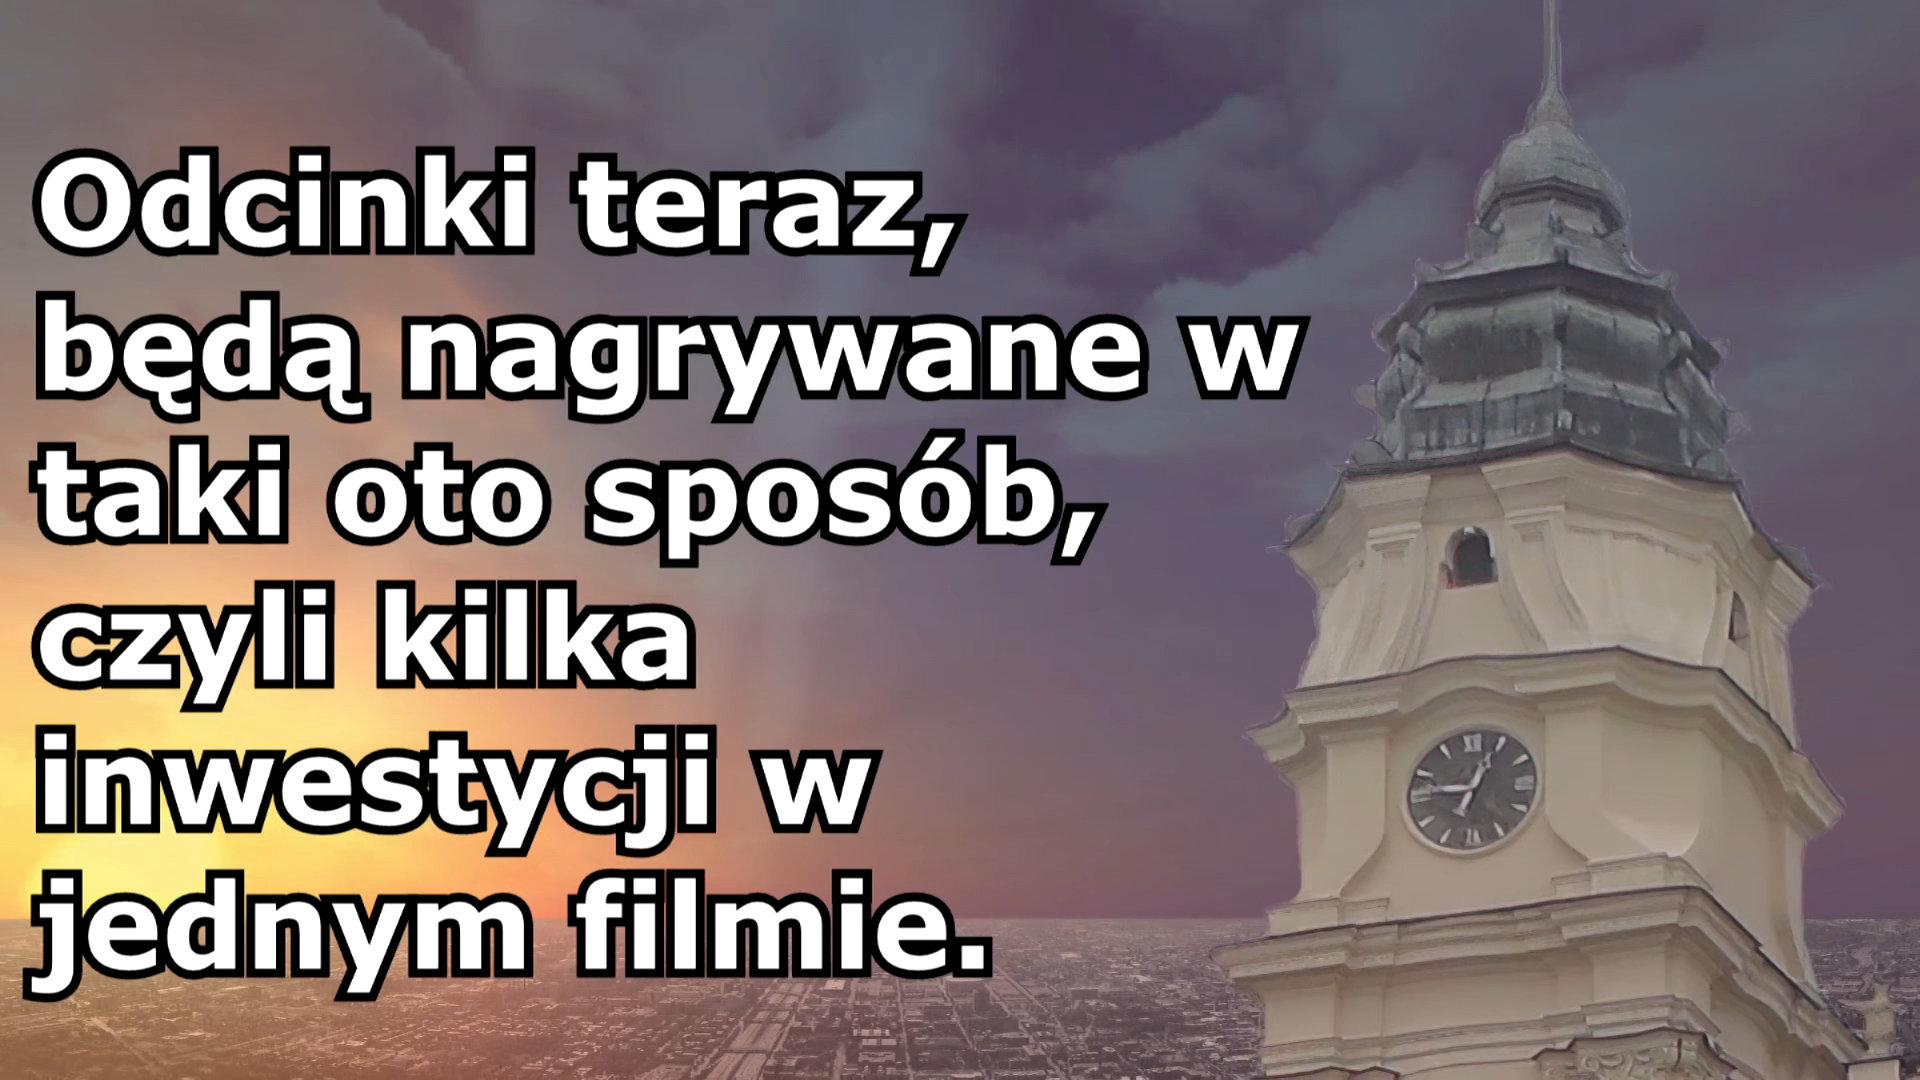 Odcinki teraz,
będą nagrywane w
taki oto sposób,
czyli kilka
inwestycji w
jednym filmie.